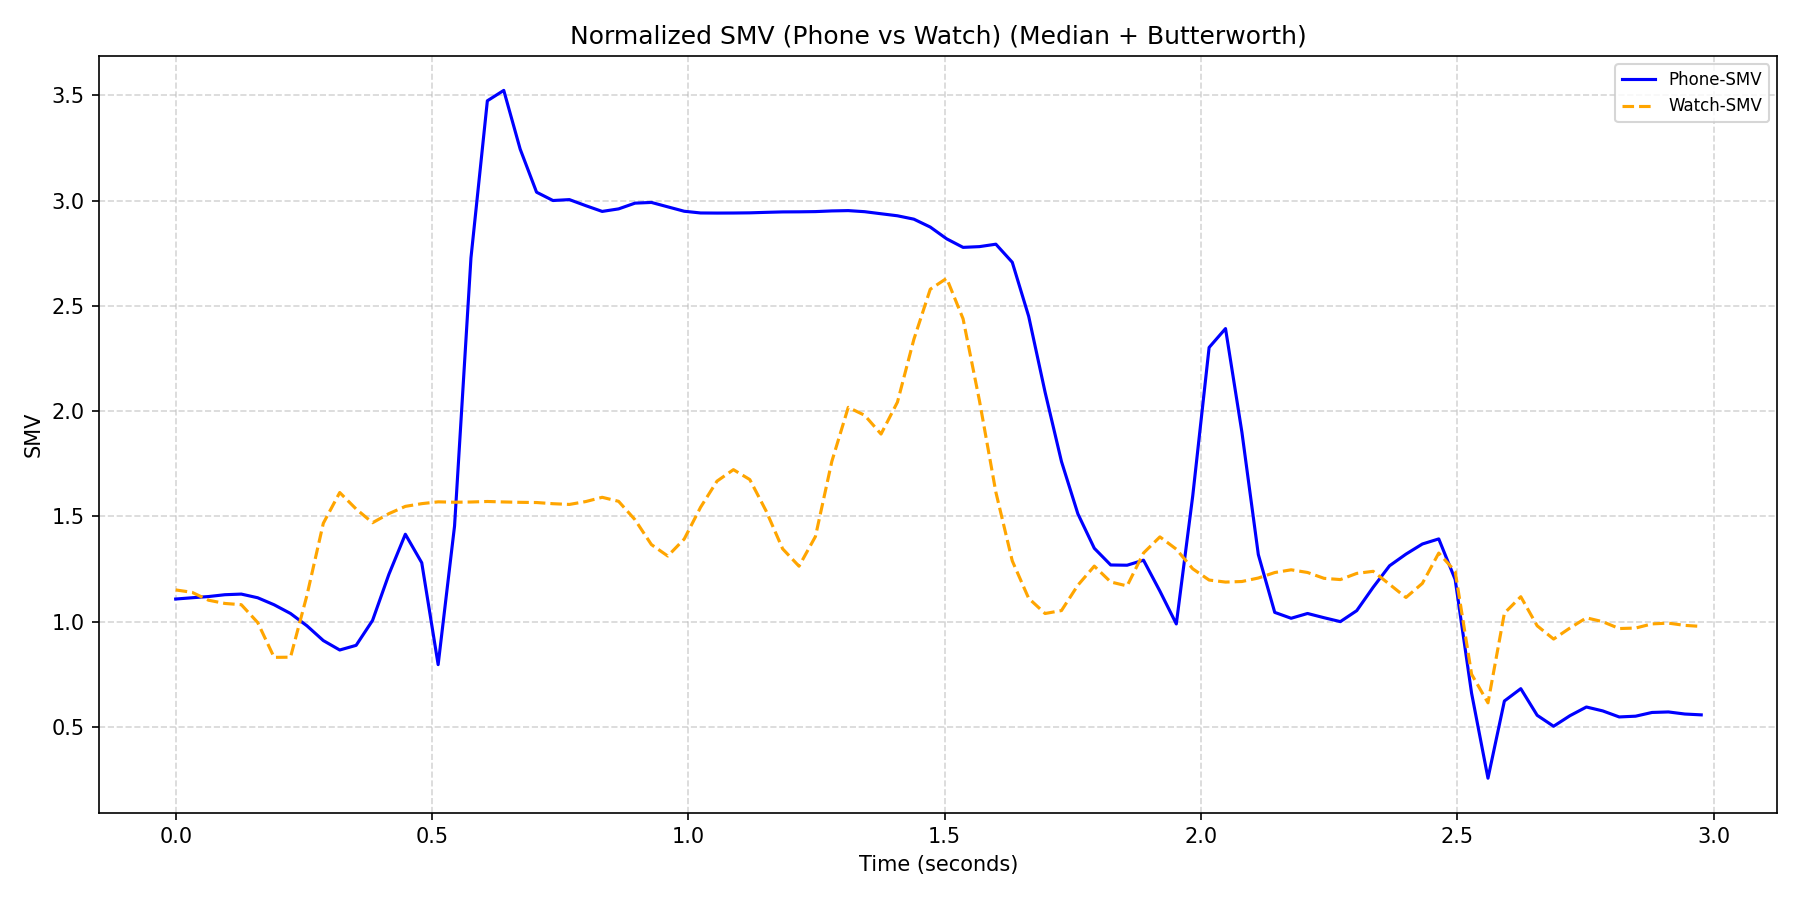 Normalized SMV (Phone vs Watch) (Median + Butterworth)
Phone-SMV
Watch-SMV
SMV
3.5
3.0
2.5
2.0
1.5
1.0
0.5
0.0 0.5 1.0 1.5 2.0 2.5 3.0
Time (seconds)